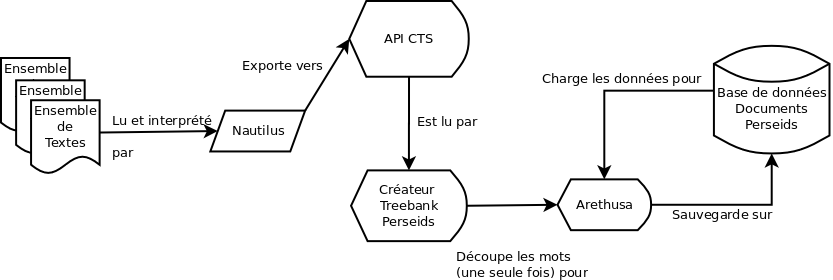 Ensemble
Ensemble
Ensemble
de
Textes
Lu et interprété
par
Nautilus
Exporte vers
API CTS
Est lu par
Créateur
Treebank
Perseids
Découpe les mots
(une seule fois) pour
Arethusa
Charge les données pour
Base de données
Documents
Perseids
Sauvegarde sur